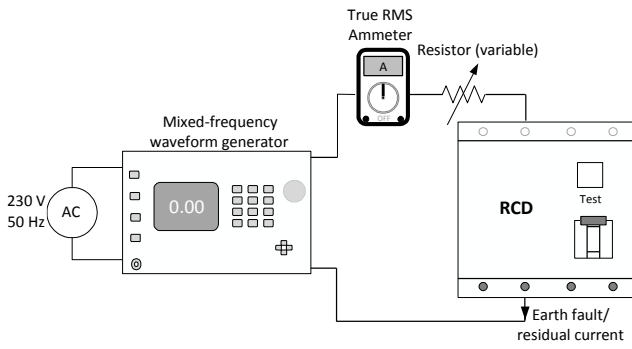 True RMS
Ammeter
A
OFF
Resistor (variable)
Mixed-frequency
waveform generator
230 V
50 Hz
AC
0.00
RCD
Test
Earth fault/
residual current